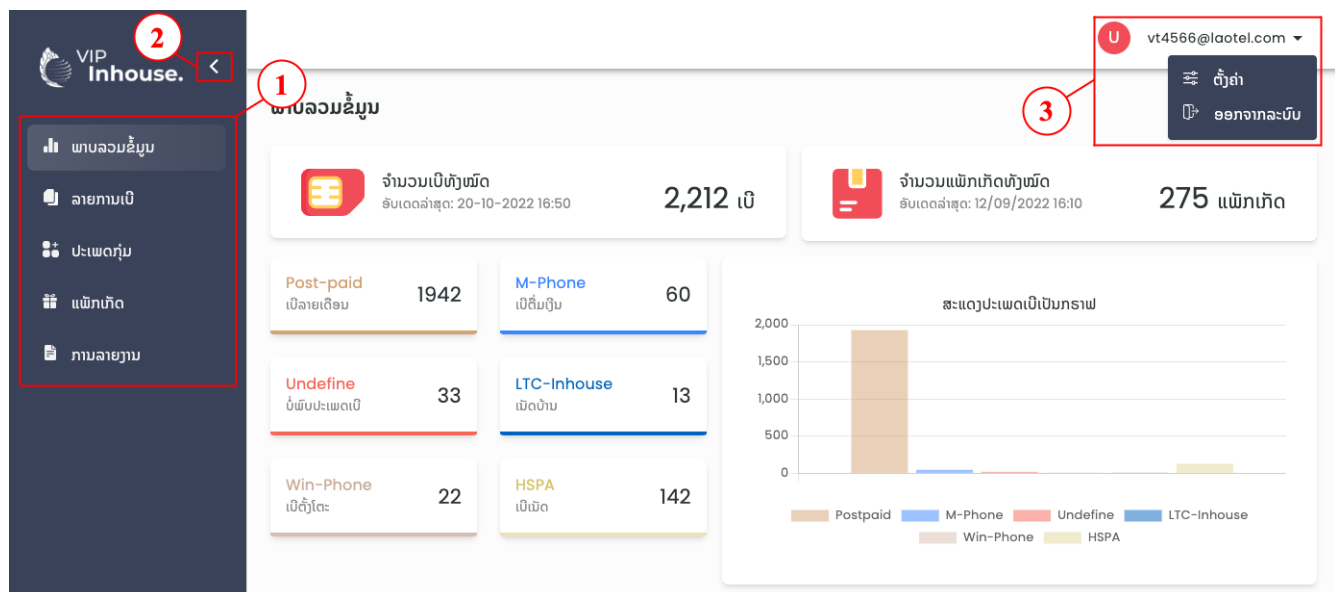 2
VIP
Inhouse.
1
ພາບລວມຂໍ້ມູນ
ລາຍການເບີ
ປະເພດກຸ່ມ
ແພັກເກັດ
ການລາຍງານ
U
vt4566@laotel.com
3
ຕັ້ງຄ່າ
ອອກຈາກລະບົບ
ພາບລວມຂໍ້ມູນ
ຈຳນວນເບີທັງໝົດ
ອັບເດດລ່າສຸດ: 20-10-2022 16:50
2,212 ເບີ
ຈຳນວນແພັກເກັດທັງໝົດ
ອັບເດດລ່າສຸດ: 12/09/2022 16:10
275 ແພັກເກັດ
Post-paid
ເບີລາຍເດືອນ
1942
M-Phone
ເບີຕື່ມເງິນ
60
Undefine
ບໍ່ພົບປະເພດເບີ
33
LTC-Inhouse
ເນັດບ້ານ
13
Win-Phone
ເບີຕັ້ງໂຕະ
22
HSPA
ເບີເນັດ
142
ສະແດງປະເພດເບີເປັນກຣາຟ
2,000
1,500
1,000
500
0
Postpaid M-Phone Undefine LTC-Inhouse
Win-Phone HSPA